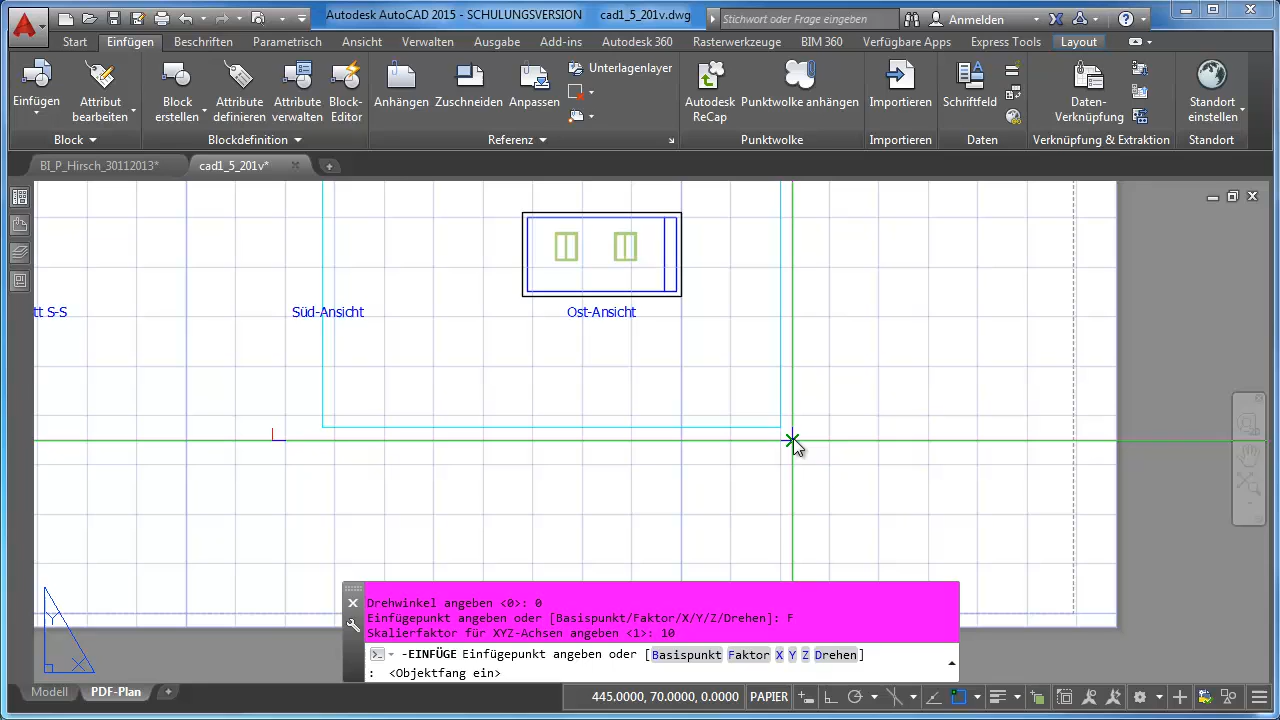 Autodesk AutoCAD 2015 - SCHULUNGSVERSION cad1_5_201v.dwg
Stichwort oder Frage eingeben
Anmelden
Start Einfügen Beschriften Parametrisch Ansicht Verwalten Ausgabe Add-ins Autodesk 360 Rasterwerkzeuge BIM 360 Verfügbare Apps Express Tools Layout
Unterlagenlayer
Einfügen Attribut bearbeiten Block erstellen Attribute definieren Attribute verwalten Block-Editor Anhängen Zuschneiden Anpassen Autodesk ReCap Punktwolke anhängen Importieren Schriftfeld Daten-Verknüpfung Standort einstellen
Block Blockdefinition Referenz Punktwolke Importieren Daten Verknüpfung & Extraktion Standort
BI_P_Hirsch_30112013* cad1_5_201v*
tt S-S Süd-Ansicht Ost-Ansicht
Drehwinkel angeben <0>: 0
Einfügepunkt angeben oder [Basispunkt/Faktor/X/Y/Z/Drehen]: F
Skalierfaktor für XYZ-Achsen angeben <1>: 10
-EINFÜGE Einfügepunkt angeben oder [Basispunkt Faktor X Y Z Drehen]
: <Objektfang ein>
Y
X
Modell PDF-Plan 445.0000, 70.0000, 0.0000 PAPIER